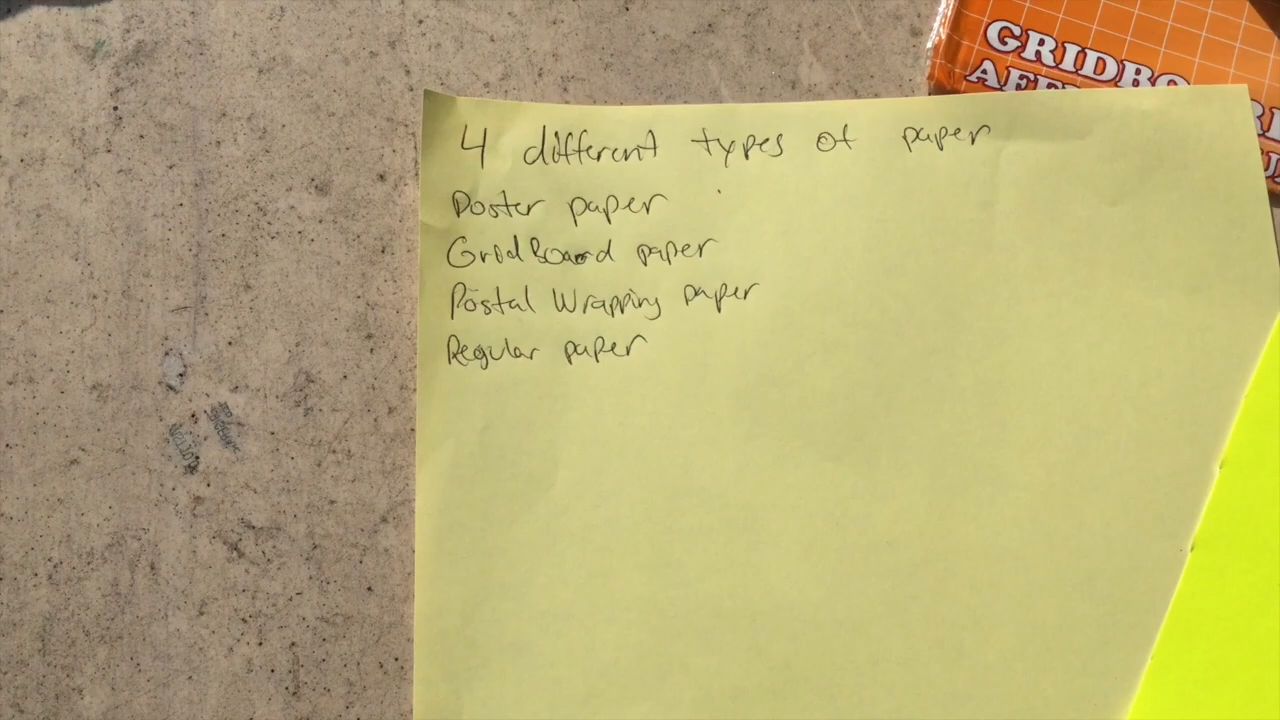 GRIDBO
4 different types of paper
Poster paper
GridBoard paper
Postal Wrapping paper
Regular paper